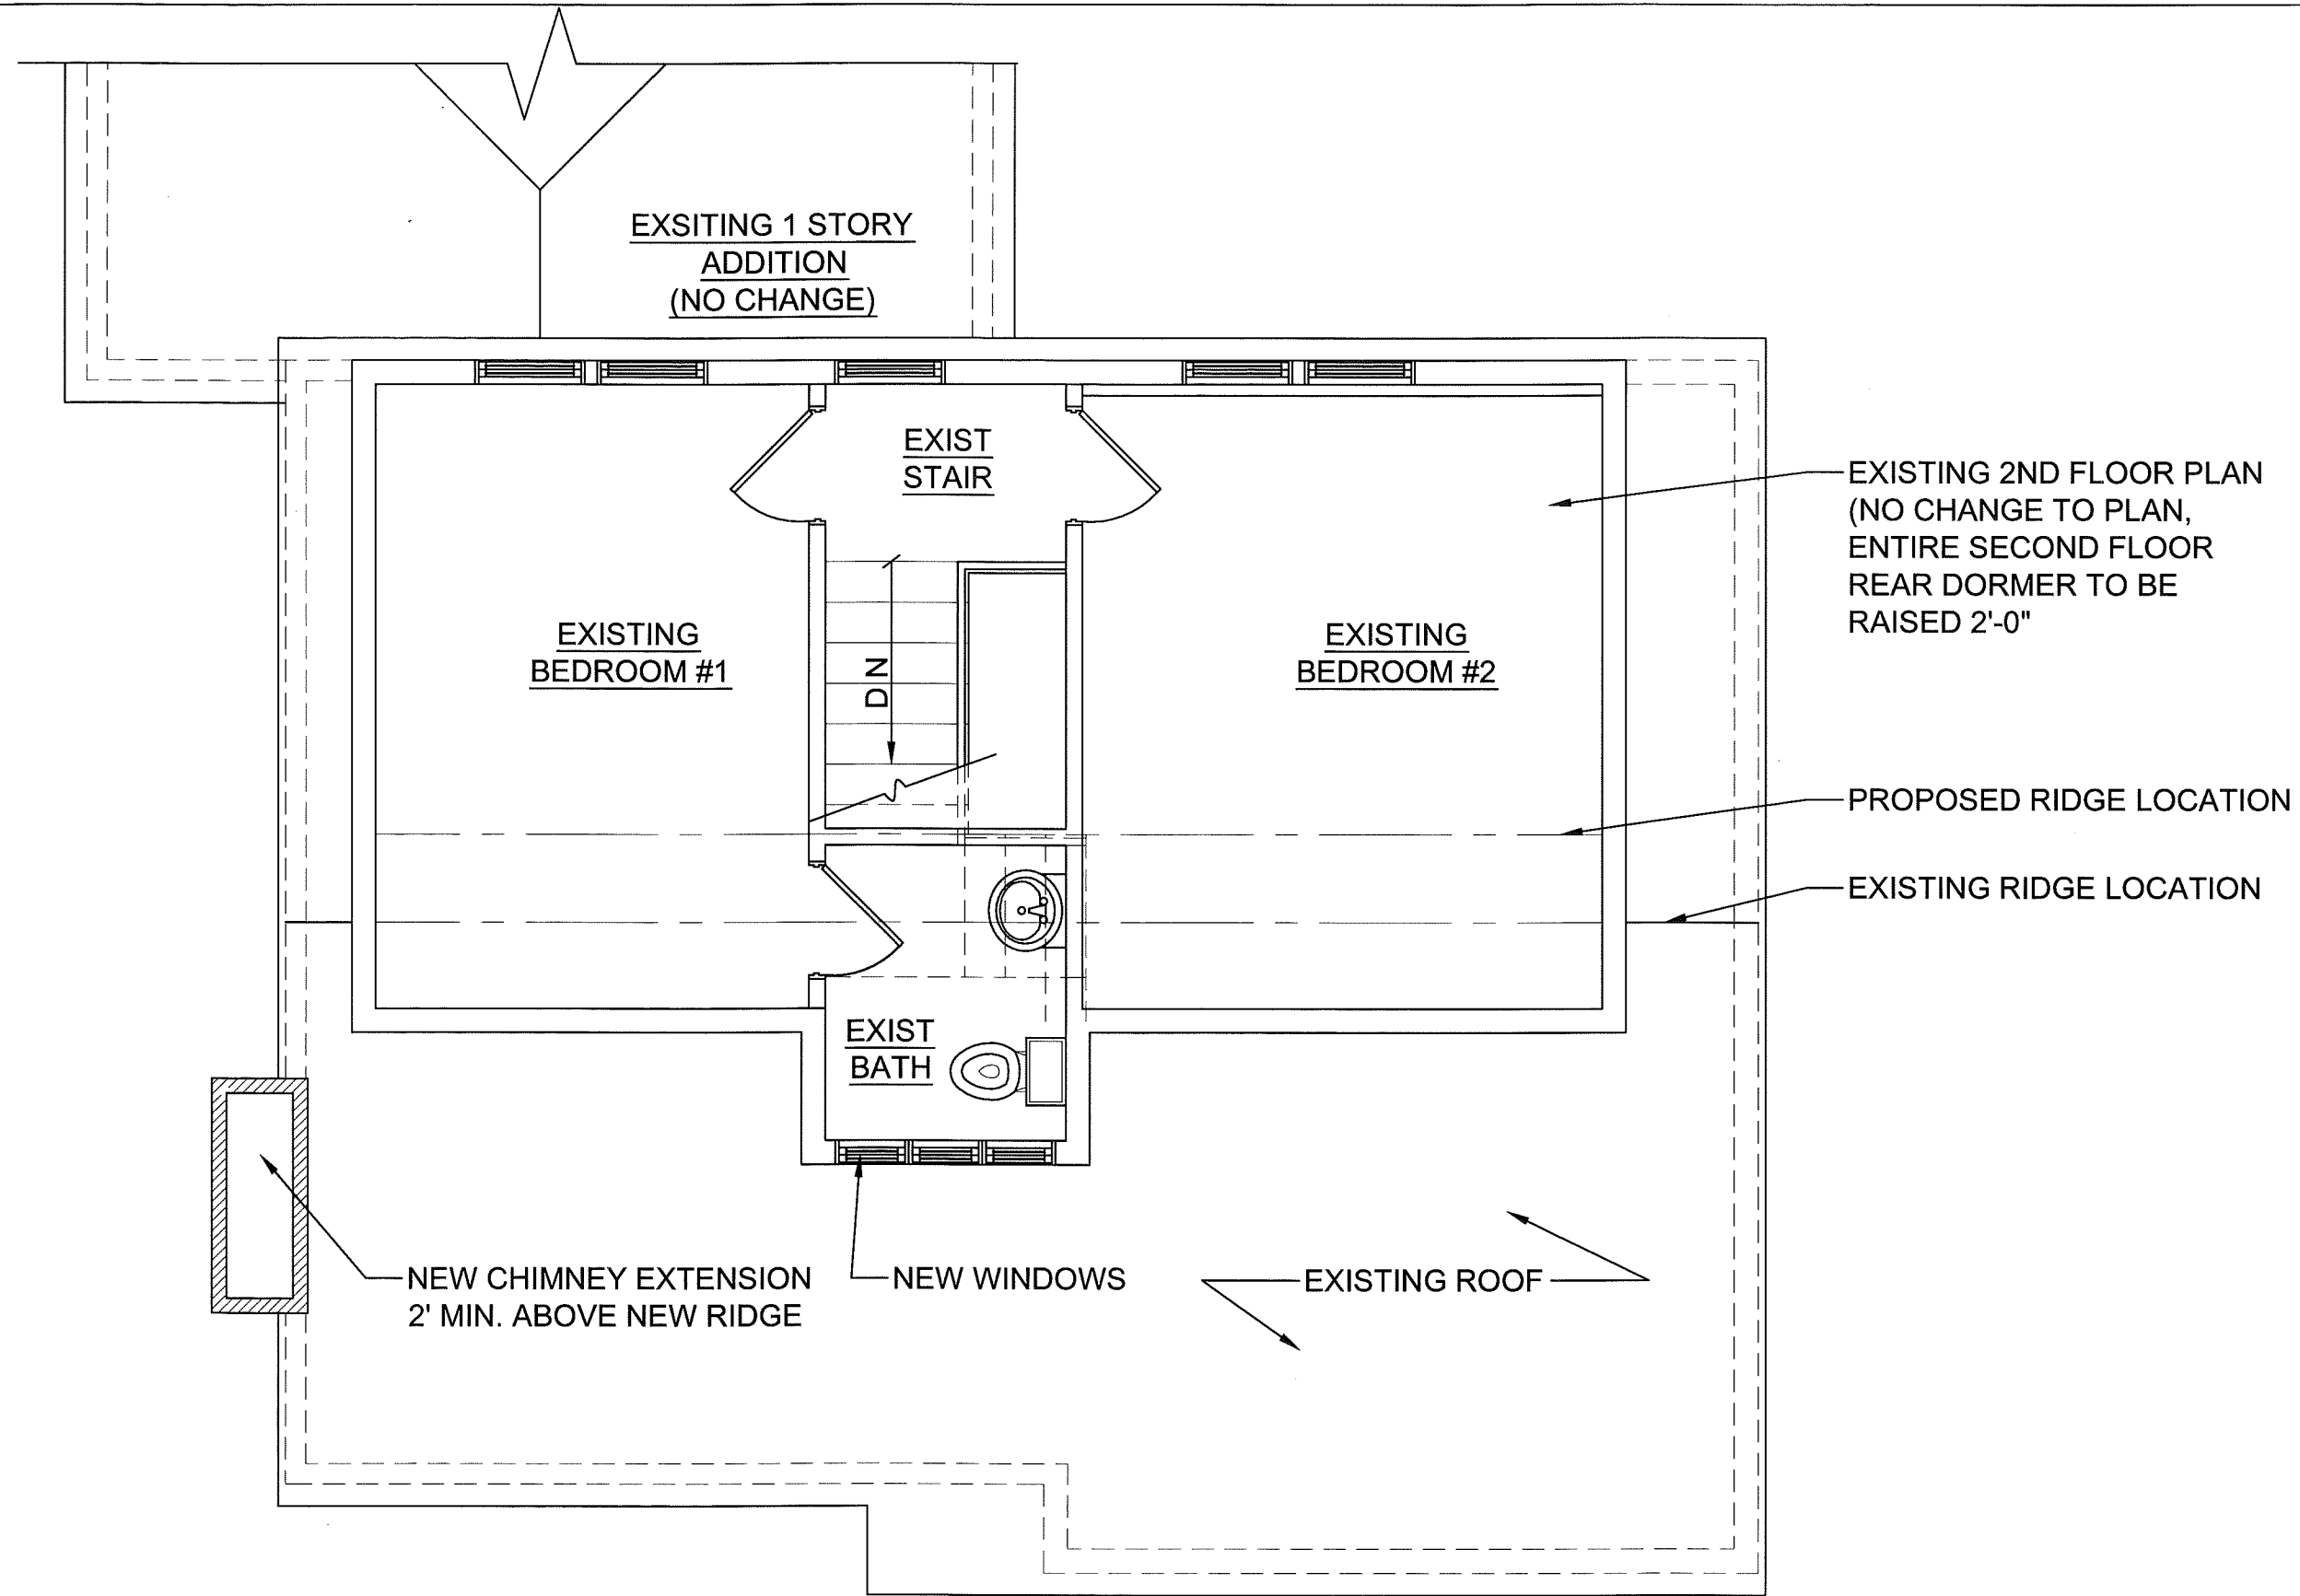 EXSITING 1 STORY
ADDITION
(NO CHANGE)
EXIST
STAIR
EXISTING 2ND FLOOR PLAN
(NO CHANGE TO PLAN,
ENTIRE SECOND FLOOR
REAR DORMER TO BE
RAISED 2'-0"
EXISTING
BEDROOM #1
DN
EXISTING
BEDROOM #2
PROPOSED RIDGE LOCATION
EXISTING RIDGE LOCATION
EXIST
BATH
NEW CHIMNEY EXTENSION
2' MIN. ABOVE NEW RIDGE
NEW WINDOWS
EXISTING ROOF